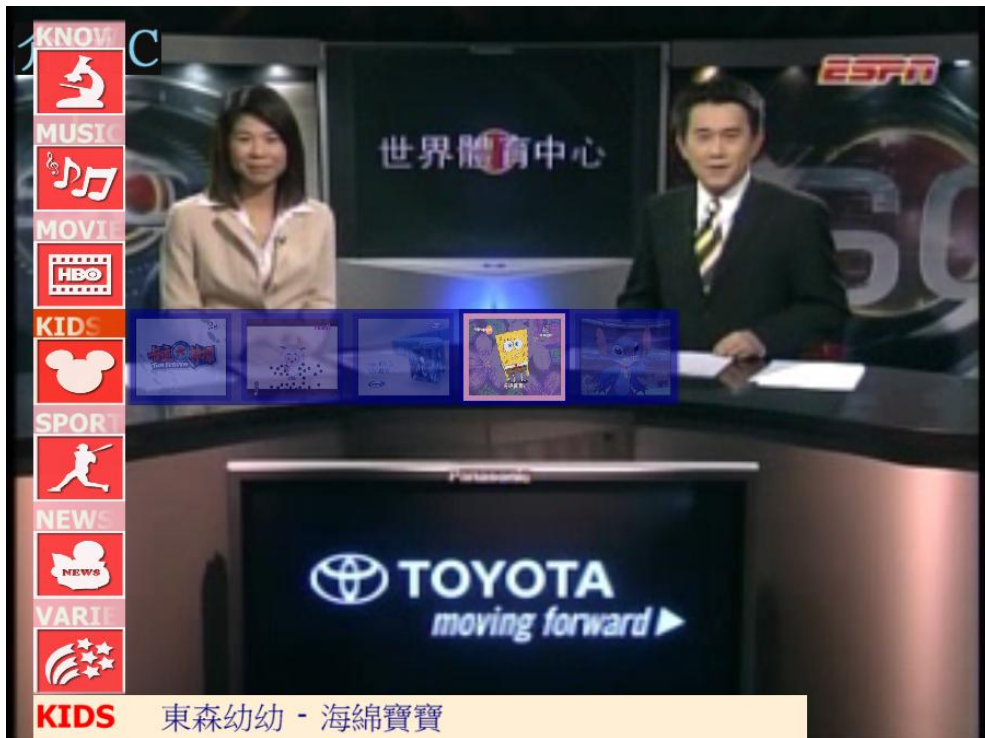 KNOW
介 C
ESPN
MUSIC
世界體育中心
MOVIE
HBO
KIDS
SPORT
Panasonic
NEWS
NEWS
TOYOTA
moving forward
VARIE
KIDS 東森幼幼 - 海綿寶寶